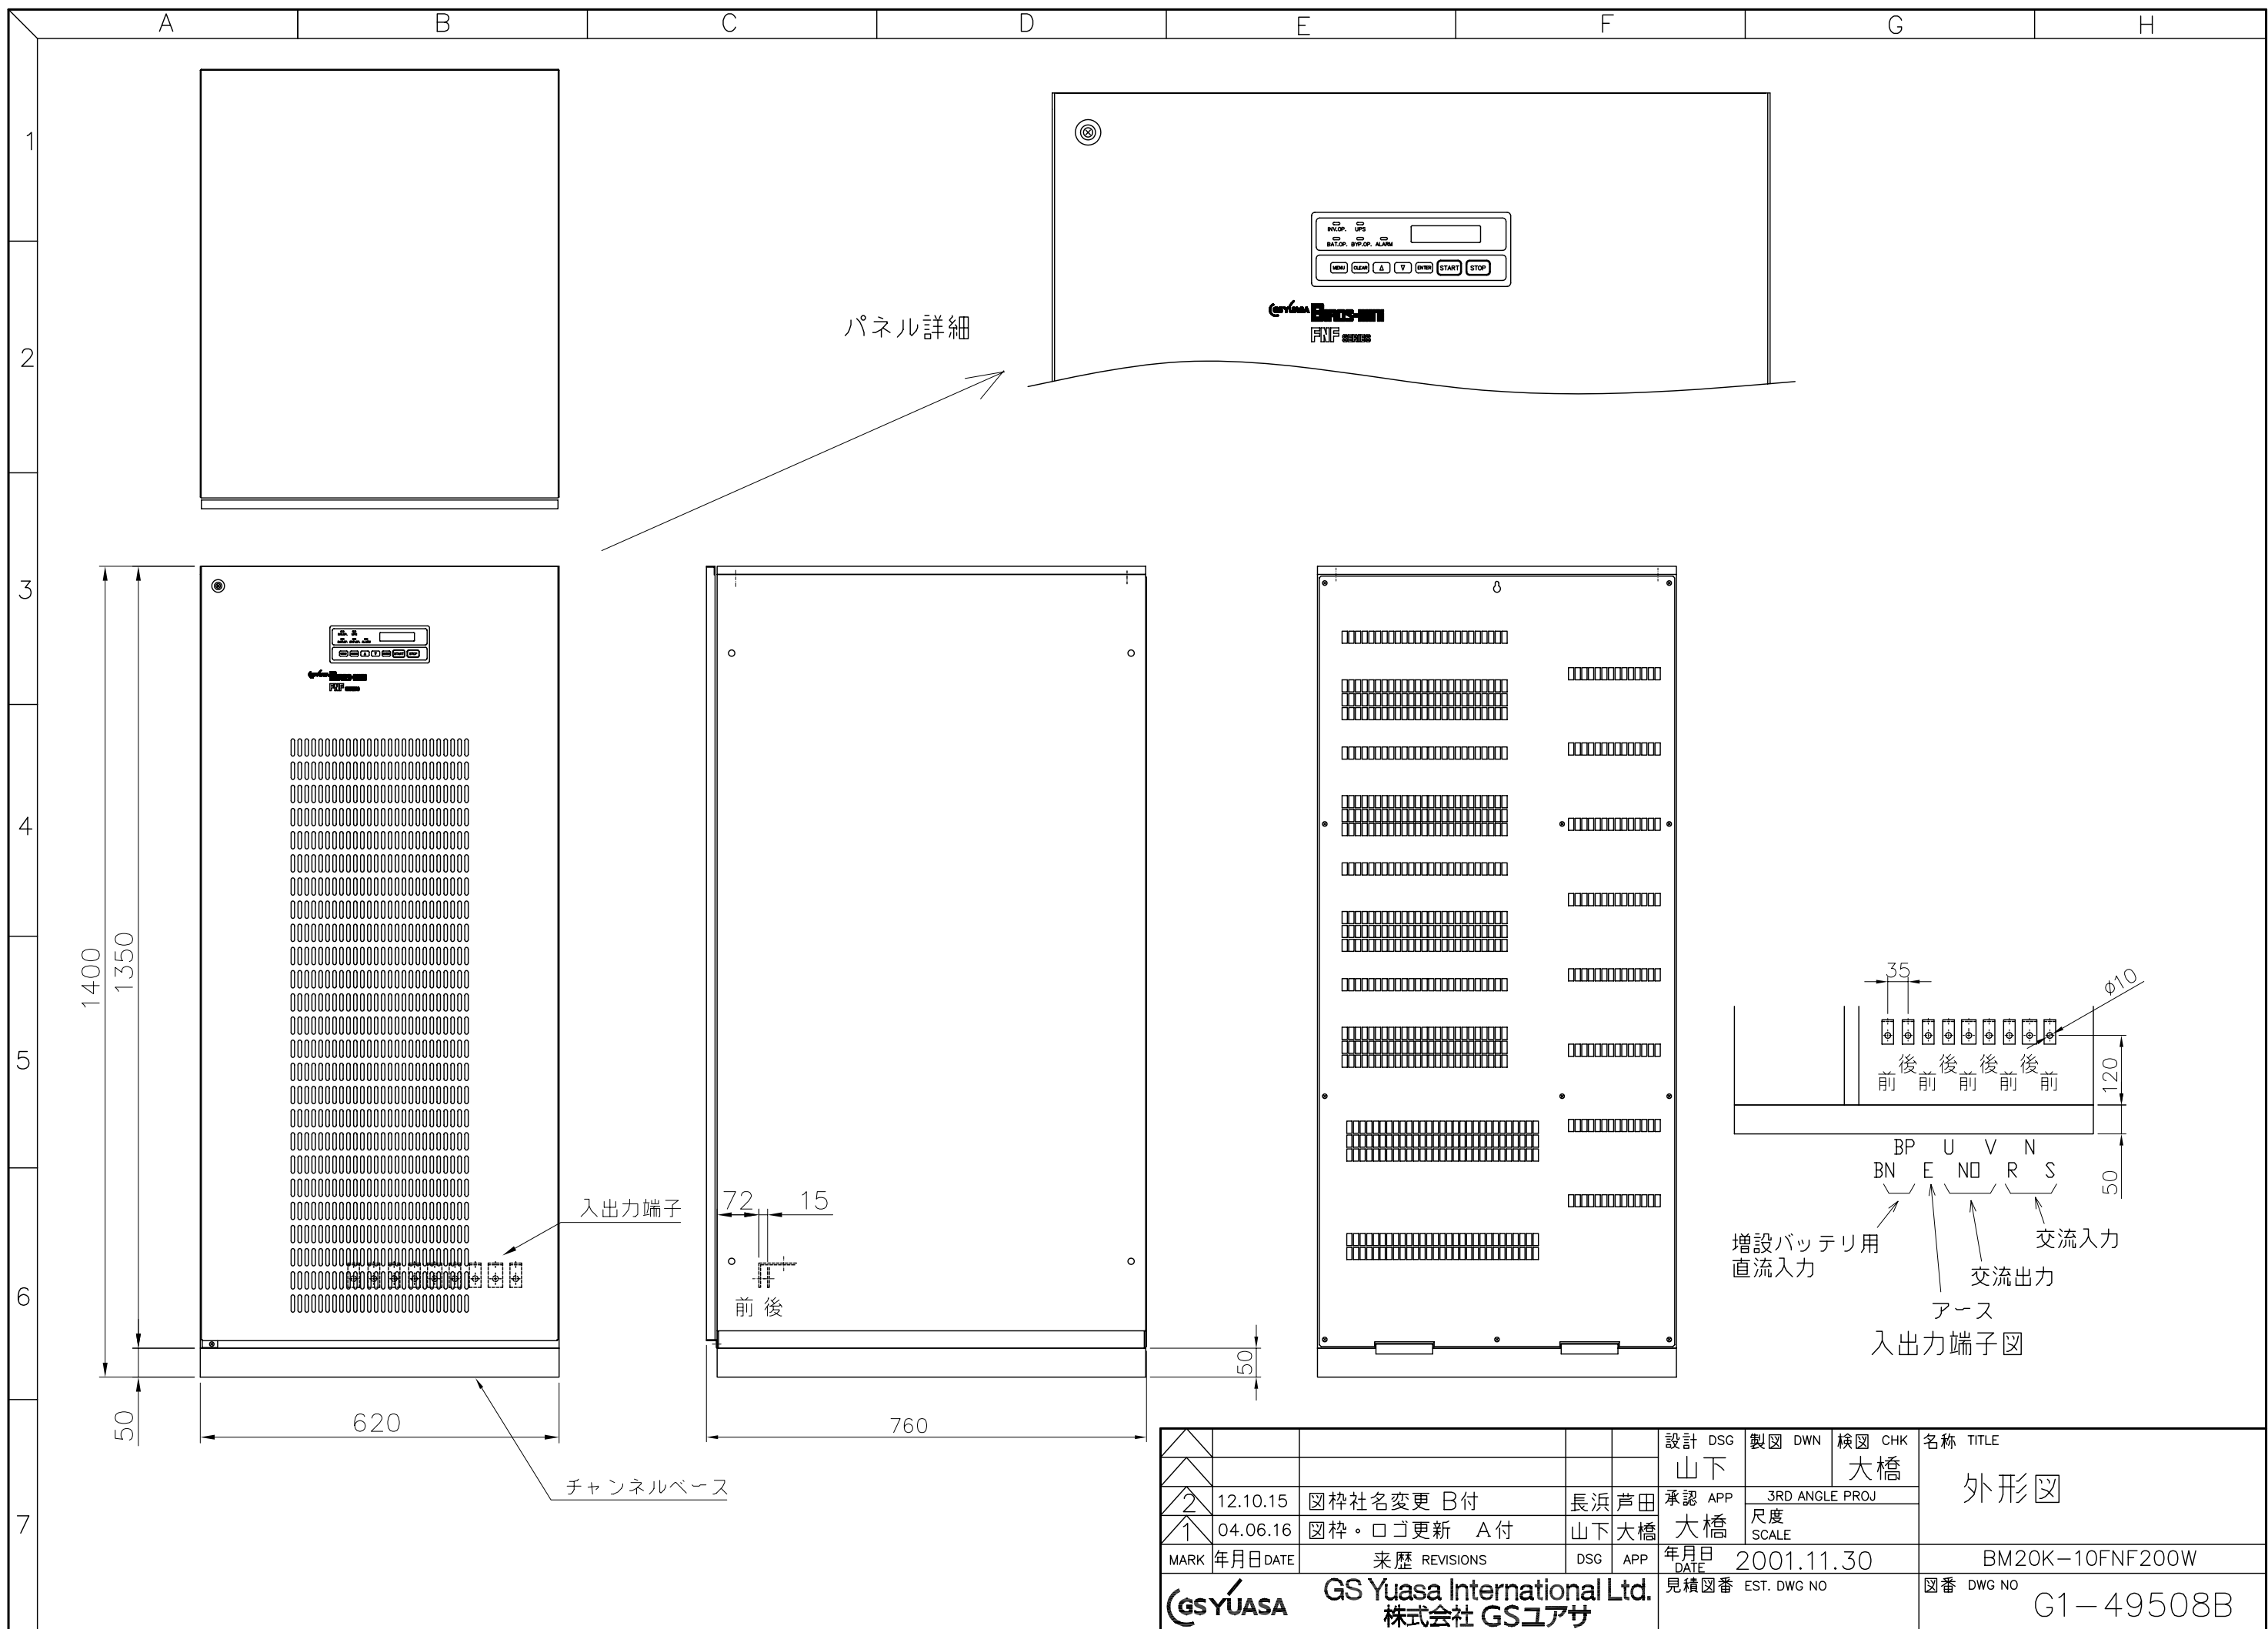 A B C D E F G H
1
2
3
4
5
6
7
INV.OP. UPS
BAT.OP. BYP.OP. ALARM
MENU CLEAR △ ▽ ENTER START STOP
GSYUASA
FNF SERIES
パネル詳細
1400
1350
50
620
入出力端子
チャンネルベース
72 15
前 後
760
50
35
φ10
後 後 後 後
前 前 前 前 前
120
50
BP U V N
BN E NO R S
増設バッテリ用
直流入力
交流入力
交流出力
アース
入出力端子図
設計 DSG 製図 DWN 検図 CHK 名称 TITLE
山下 大橋
外形図
2 12.10.15 図枠社名変更 B付 長浜 芦田
承認 APP 3RD ANGLE PROJ
1 04.06.16 図枠・ロゴ更新 A付 山下 大橋
大橋 尺度
SCALE
MARK 年月日 DATE 来歴 REVISIONS DSG APP
年月日
DATE 2001.11.30
BM20K-10FNF200W
GSYUASA
GS Yuasa International Ltd.
株式会社 GSユアサ
見積図番 EST. DWG NO
図番 DWG NO
G1-49508B